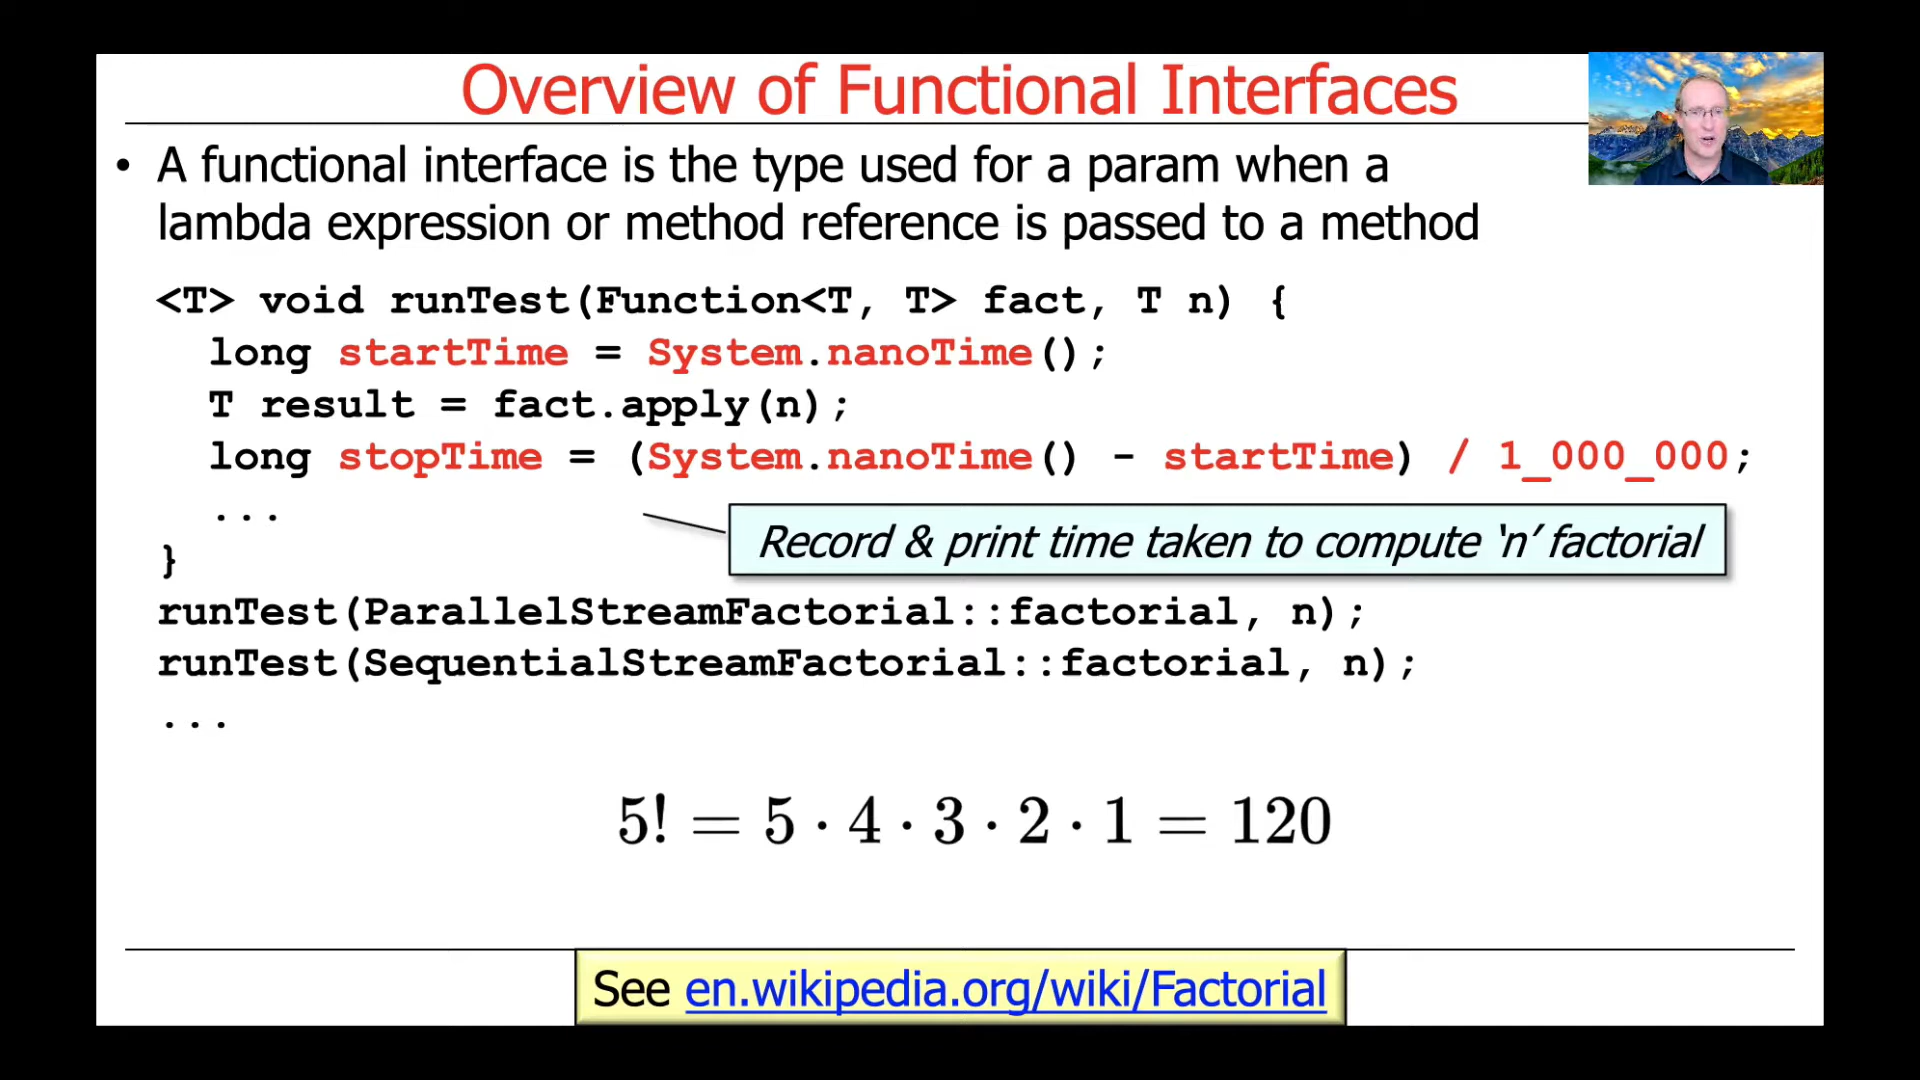 Overview of Functional Interfaces
• A functional interface is the type used for a param when a
lambda expression or method reference is passed to a method
<T> void runTest(Function<T, T> fact, T n) {
  long startTime = System.nanoTime();
  T result = fact.apply(n);
  long stopTime = (System.nanoTime() - startTime) / 1_000_000;
  ...
Record & print time taken to compute ‘n’ factorial
}
runTest(ParallelStreamFactorial::factorial, n);
runTest(SequentialStreamFactorial::factorial, n);
...
5! = 5 · 4 · 3 · 2 · 1 = 120
See en.wikipedia.org/wiki/Factorial